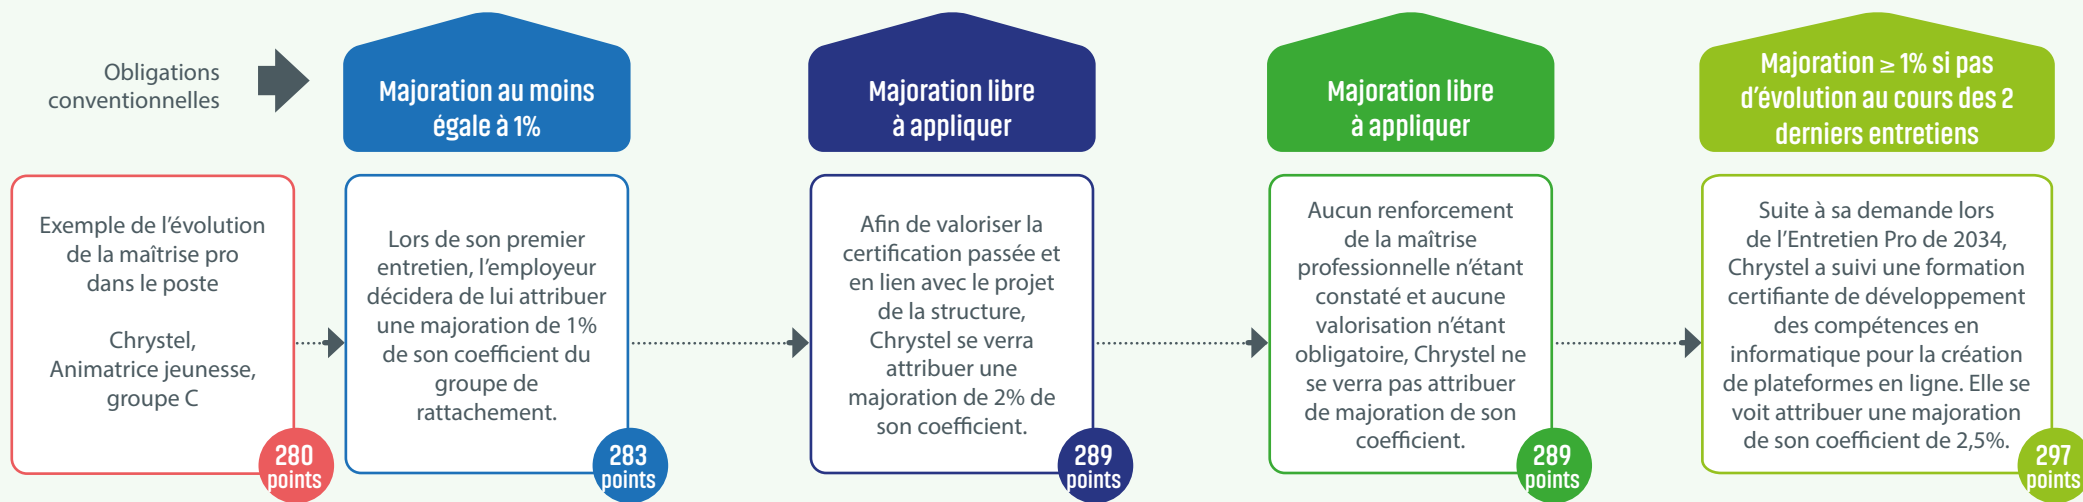 Obligations
conventionnelles
Majoration au moins
égale à 1%
Majoration libre
à appliquer
Majoration libre
à appliquer
Majoration ≥ 1% si pas
d’évolution au cours des 2
derniers entretiens
Exemple de l’évolution
de la maîtrise pro
dans le poste
Chrystel,
Animatrice jeunesse,
groupe C
280
points
Lors de son premier
entretien, l’employeur
décidera de lui attribuer
une majoration de 1%
de son coefficient du
groupe de
rattachement.
283
points
Afin de valoriser la
certification passée et
en lien avec le projet
de la structure,
Chrystel se verra
attribuer une
majoration de 2% de
son coefficient.
289
points
Aucun renforcement
de la maîtrise
professionnelle n’étant
constaté et aucune
valorisation n’étant
obligatoire, Chrystel ne
se verra pas attribuer
de majoration de son
coefficient.
289
points
Suite à sa demande lors
de l’Entretien Pro de 2034,
Chrystel a suivi une formation
certifiante de développement
des compétences en
informatique pour la création
de plateformes en ligne. Elle se
voit attribuer une majoration
de son coefficient de 2,5%.
297
points